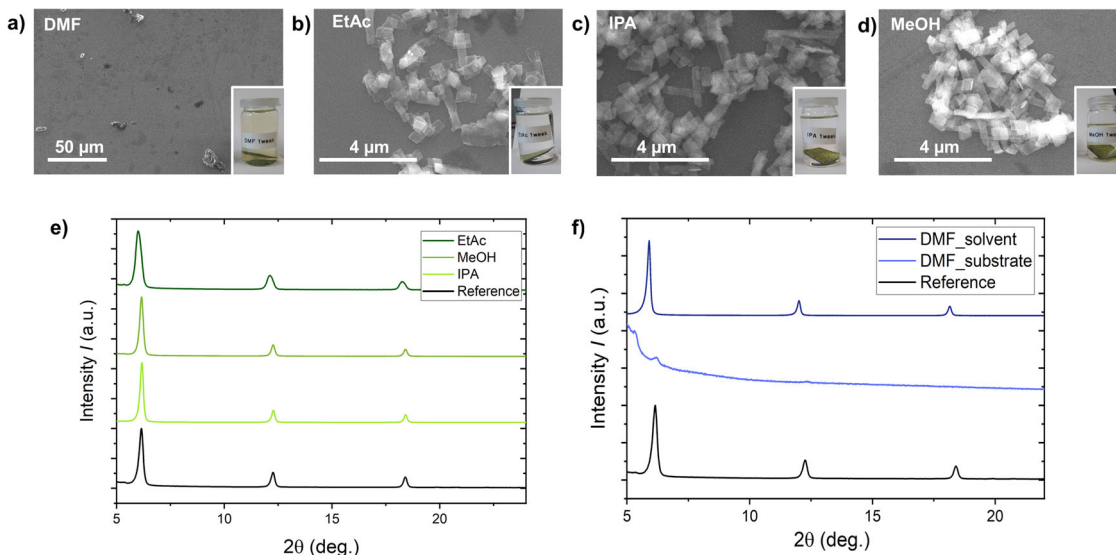 a) DMF
50 µm
DMF 1week
b) EtAc
4 µm
EtAc 1week
c) IPA
4 µm
IPA 1week
d) MeOH
4 µm
MeOH 1week
e)
EtAc
MeOH
IPA
Reference
Intensity I (a.u.)
5 10 15 20
2θ (deg.)
f)
DMF_solvent
DMF_substrate
Reference
Intensity I (a.u.)
5 10 15 20
2θ (deg.)